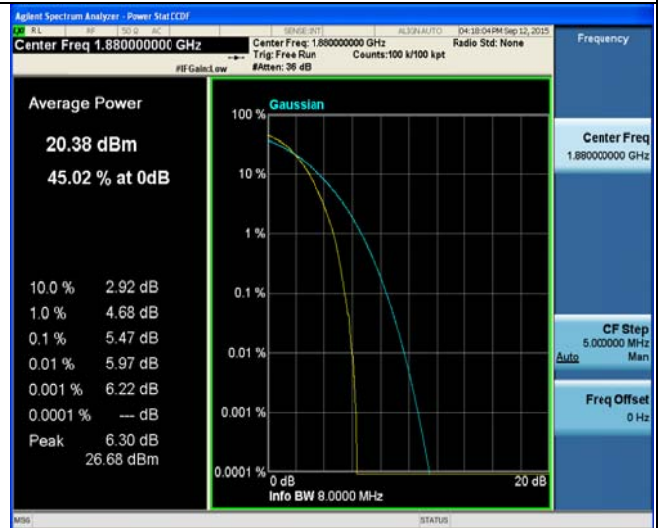 Agilent Spectrum Analyzer - Power Stat CCDF
RL RF 50 Ω AC SENSE:INT ALIGN AUTO 04:18:04 PM Sep 12, 2015
Center Freq 1.880000000 GHz
Center Freq: 1.880000000 GHz Radio Std: None
Trig: Free Run Counts:100 k/100 kpt
#IFGain:Low #Atten: 36 dB
Frequency
Average Power
20.38 dBm
45.02 % at 0dB
10.0 % 2.92 dB
1.0 % 4.68 dB
0.1 % 5.47 dB
0.01 % 5.97 dB
0.001 % 6.22 dB
0.0001 % --- dB
Peak 6.30 dB
26.68 dBm
Gaussian
100 %
10 %
1 %
0.1 %
0.01 %
0.001 %
0.0001 %
0 dB 20 dB
Info BW 8.0000 MHz
Center Freq
1.880000000 GHz
CF Step
5.000000 MHz
Auto Man
Freq Offset
0 Hz
MSG STATUS